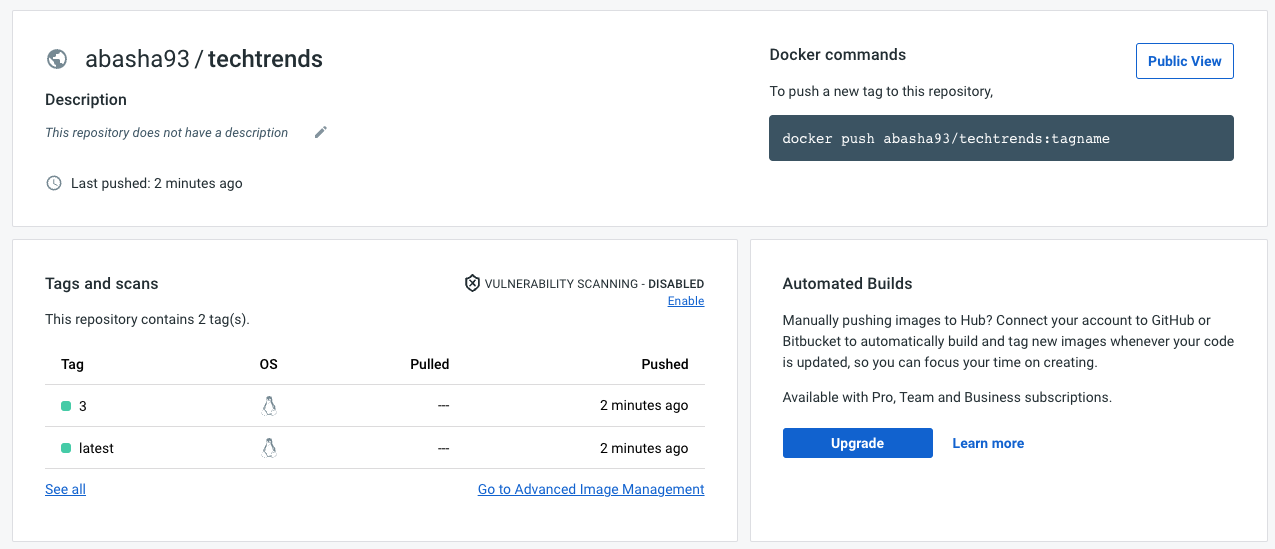 abasha93 / techtrends
Description
This repository does not have a description
Last pushed: 2 minutes ago
Docker commands
Public View
To push a new tag to this repository,
docker push abasha93/techtrends:tagname
Tags and scans
VULNERABILITY SCANNING - DISABLED
Enable
This repository contains 2 tag(s).
Tag OS Pulled Pushed
3 --- 2 minutes ago
latest --- 2 minutes ago
See all
Go to Advanced Image Management
Automated Builds
Manually pushing images to Hub? Connect your account to GitHub or
Bitbucket to automatically build and tag new images whenever your code
is updated, so you can focus your time on creating.
Available with Pro, Team and Business subscriptions.
Upgrade
Learn more